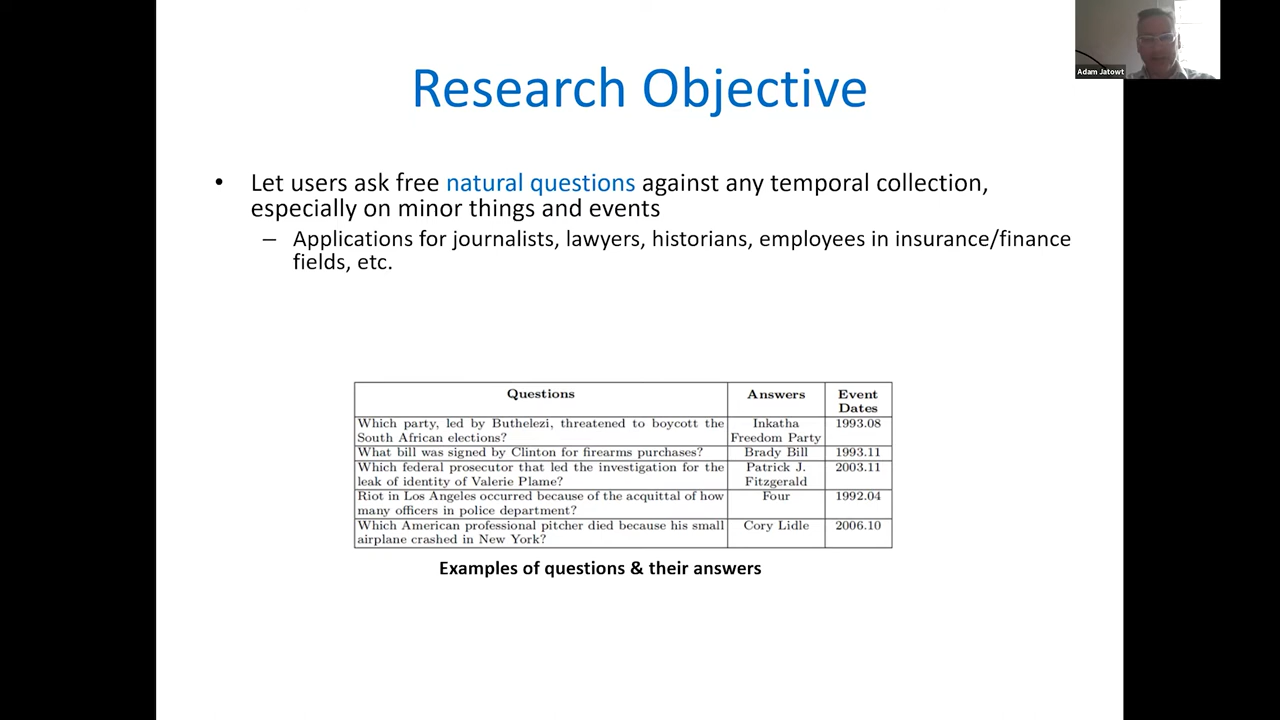 Adam Jatowt
Research Objective
• Let users ask free natural questions against any temporal collection,
especially on minor things and events
– Applications for journalists, lawyers, historians, employees in insurance/finance
fields, etc.
Questions Answers Event
Dates
Which party, led by Buthelezi, threatened to boycott the Inkatha 1993.08
South African elections? Freedom Party
What bill was signed by Clinton for firearms purchases? Brady Bill 1993.11
Which federal prosecutor that led the investigation for the Patrick J. 2003.11
leak of identity of Valerie Plame? Fitzgerald
Riot in Los Angeles occurred because of the acquittal of how Four 1992.04
many officers in police department?
Which American professional pitcher died because his small Cory Lidle 2006.10
airplane crashed in New York?
Examples of questions & their answers